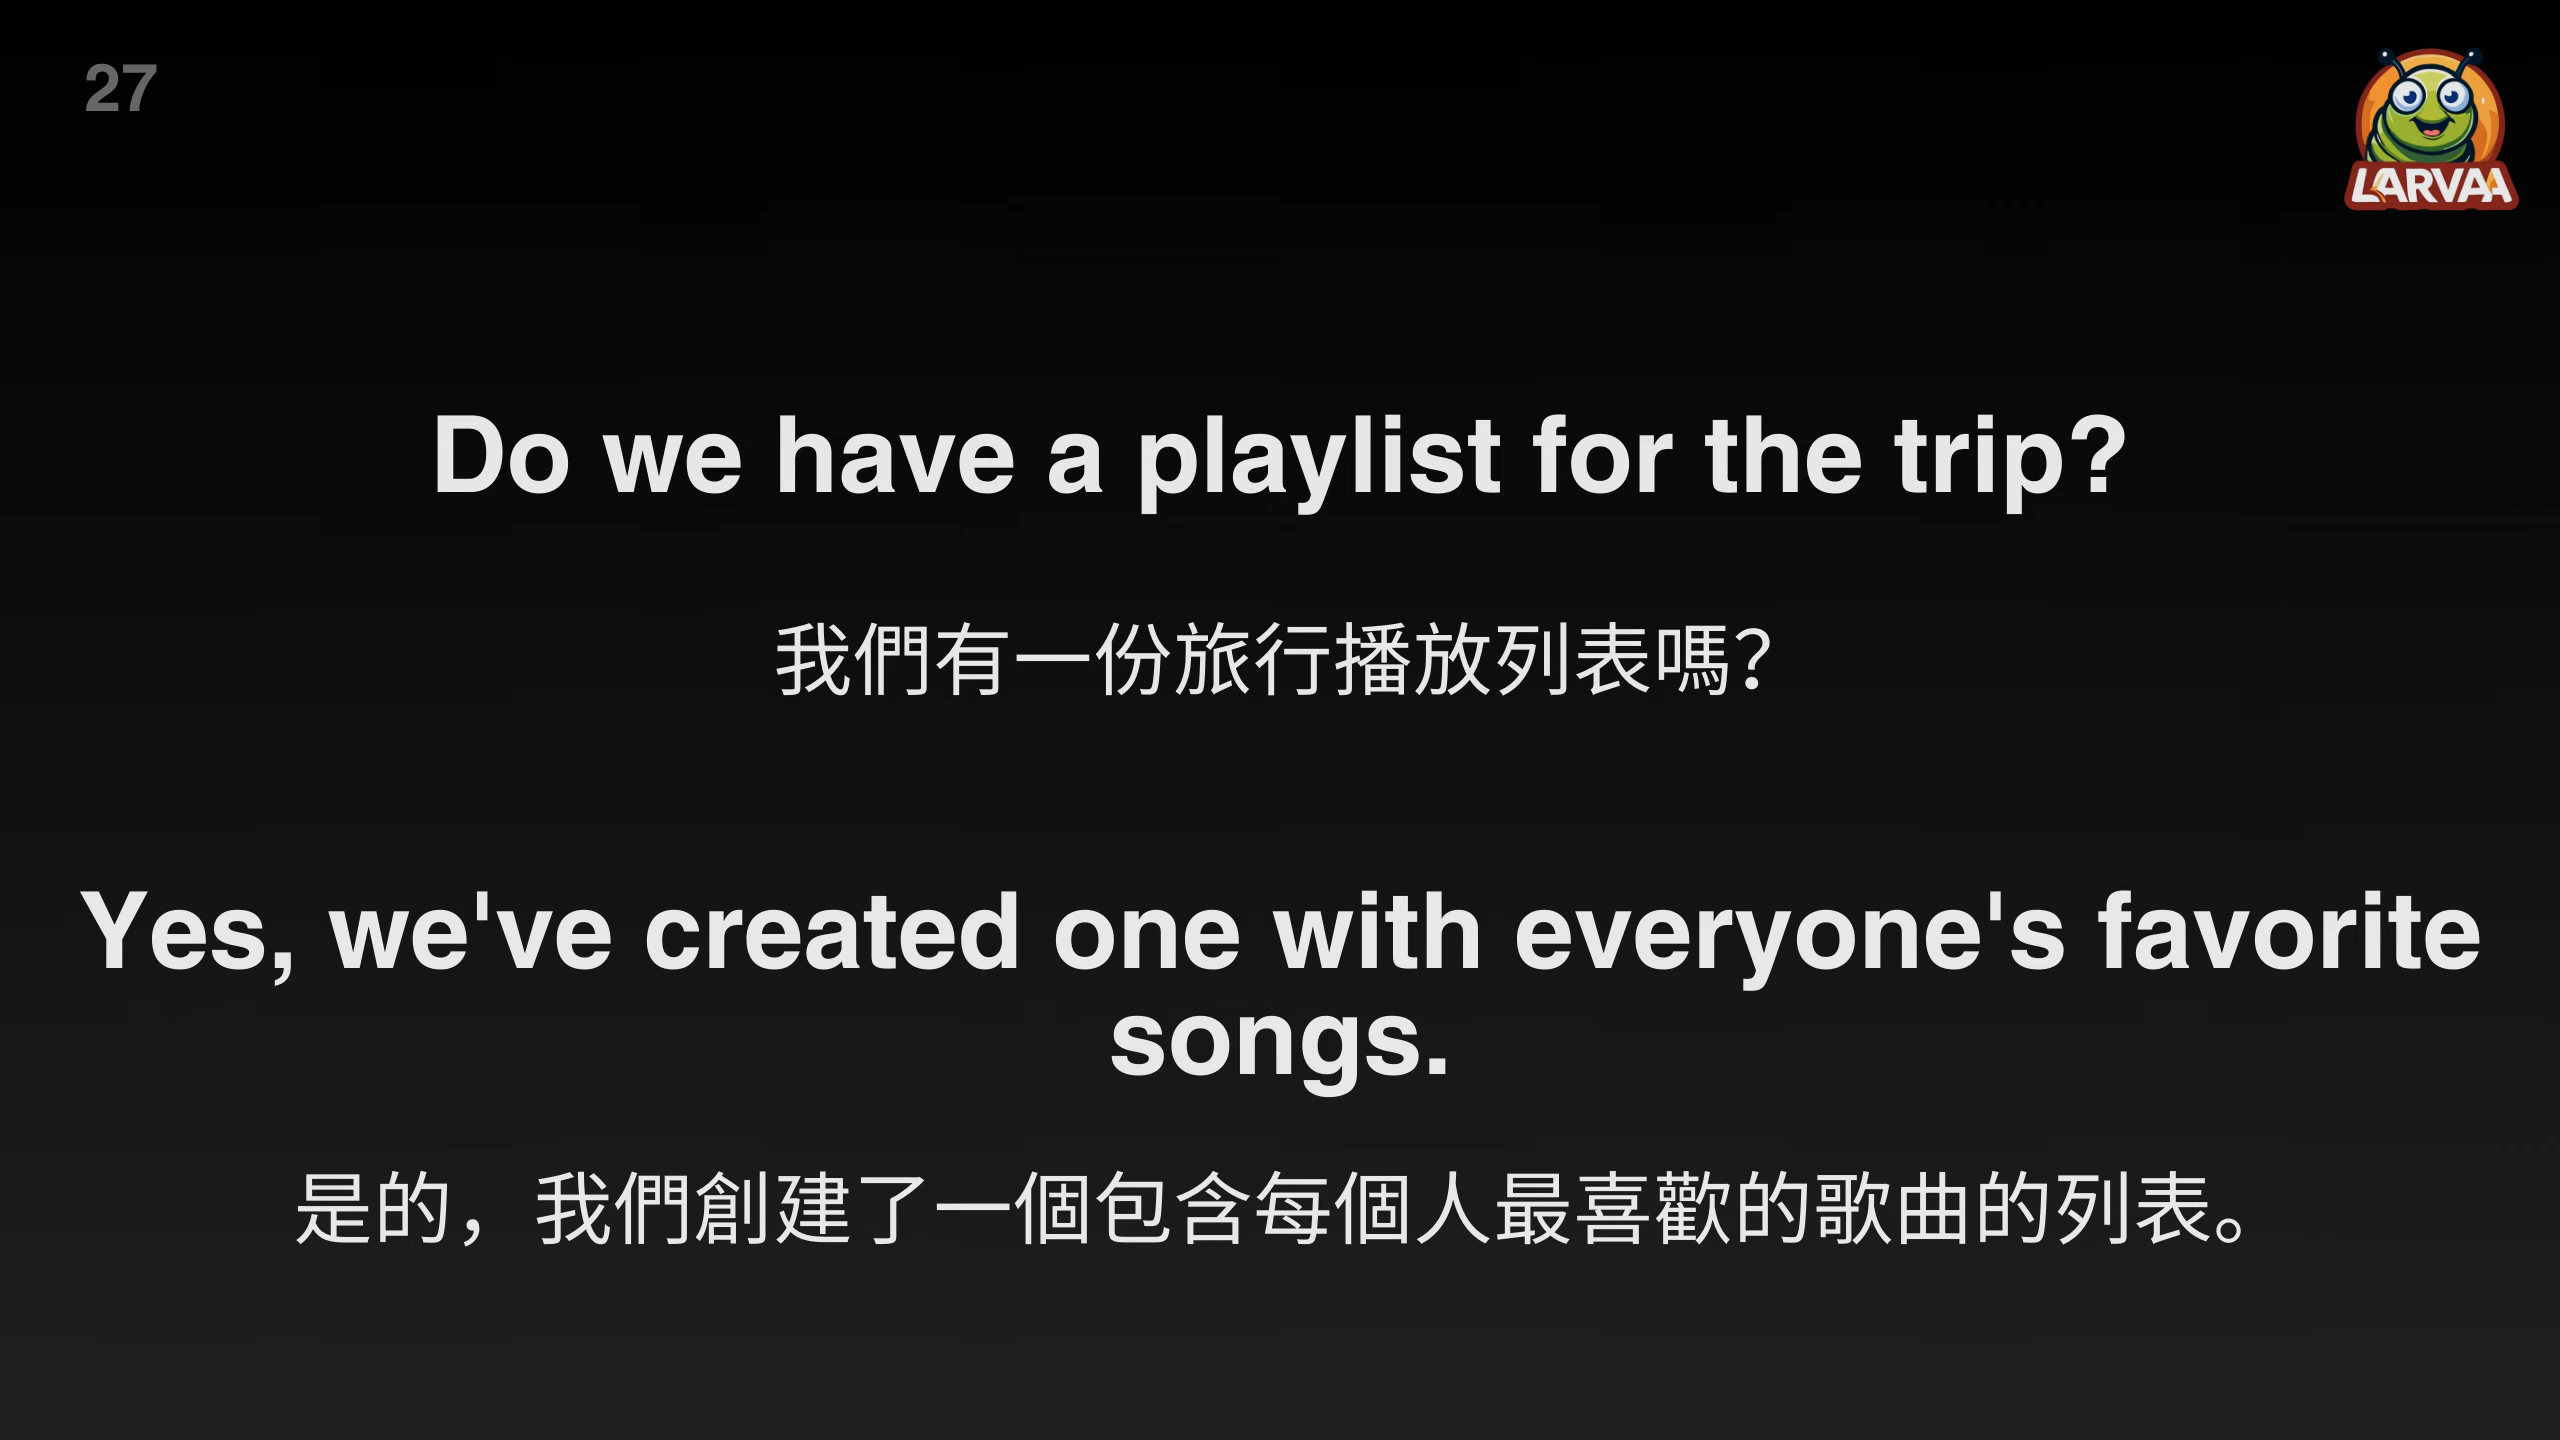 27
LARVAA
Do we have a playlist for the trip?
我們有一份旅行播放列表嗎？
Yes, we've created one with everyone's favorite
songs.
是的，我們創建了一個包含每個人最喜歡的歌曲的列表。